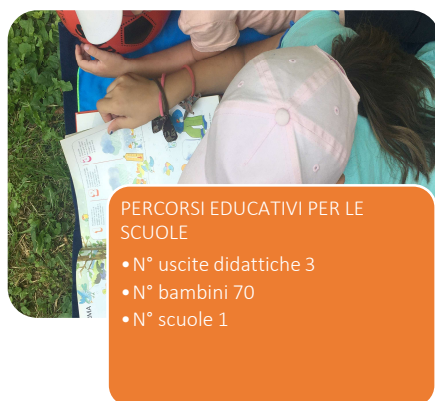 PERCORSI EDUCATIVI PER LE
SCUOLE
•N° uscite didattiche 3
•N° bambini 70
•N° scuole 1